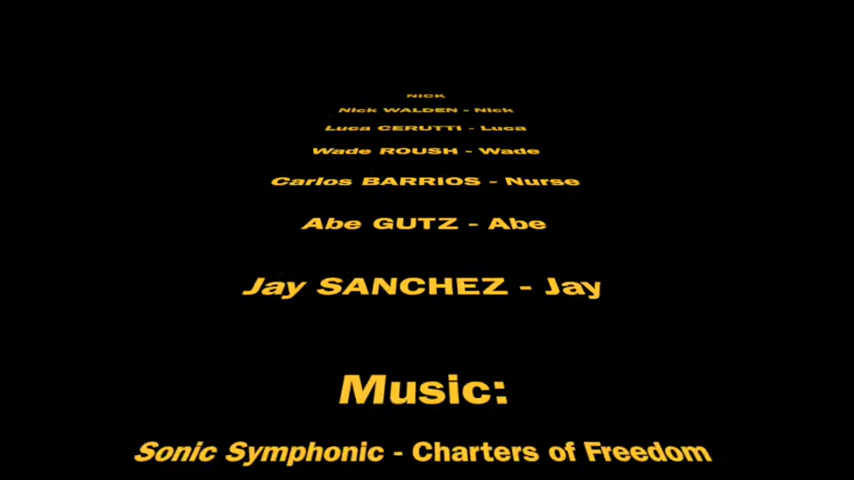 NICK
Nick WALDEN - Nick
Luca CERUTTI - Luca
Wade ROUSH - Wade
Carlos BARRIOS - Nurse
Abe GUTZ - Abe
Jay SANCHEZ - Jay
Music:
Sonic Symphonic - Charters of Freedom